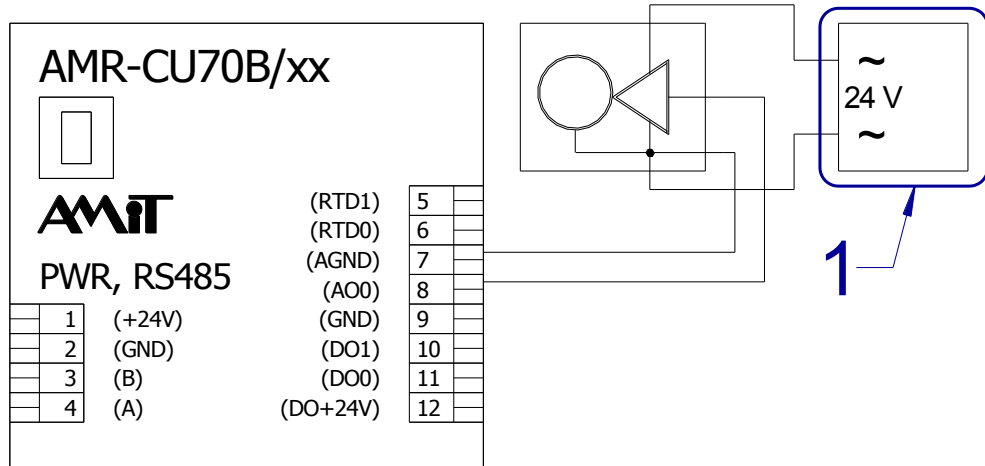 AMR-CU70B/xx
AMiT
PWR, RS485
1 (+24V)
2 (GND)
3 (B)
4 (A)
(RTD1) 5
(RTD0) 6
(AGND) 7
(AO0) 8
(GND) 9
(DO1) 10
(DO0) 11
(DO+24V) 12
~
24 V
~
1